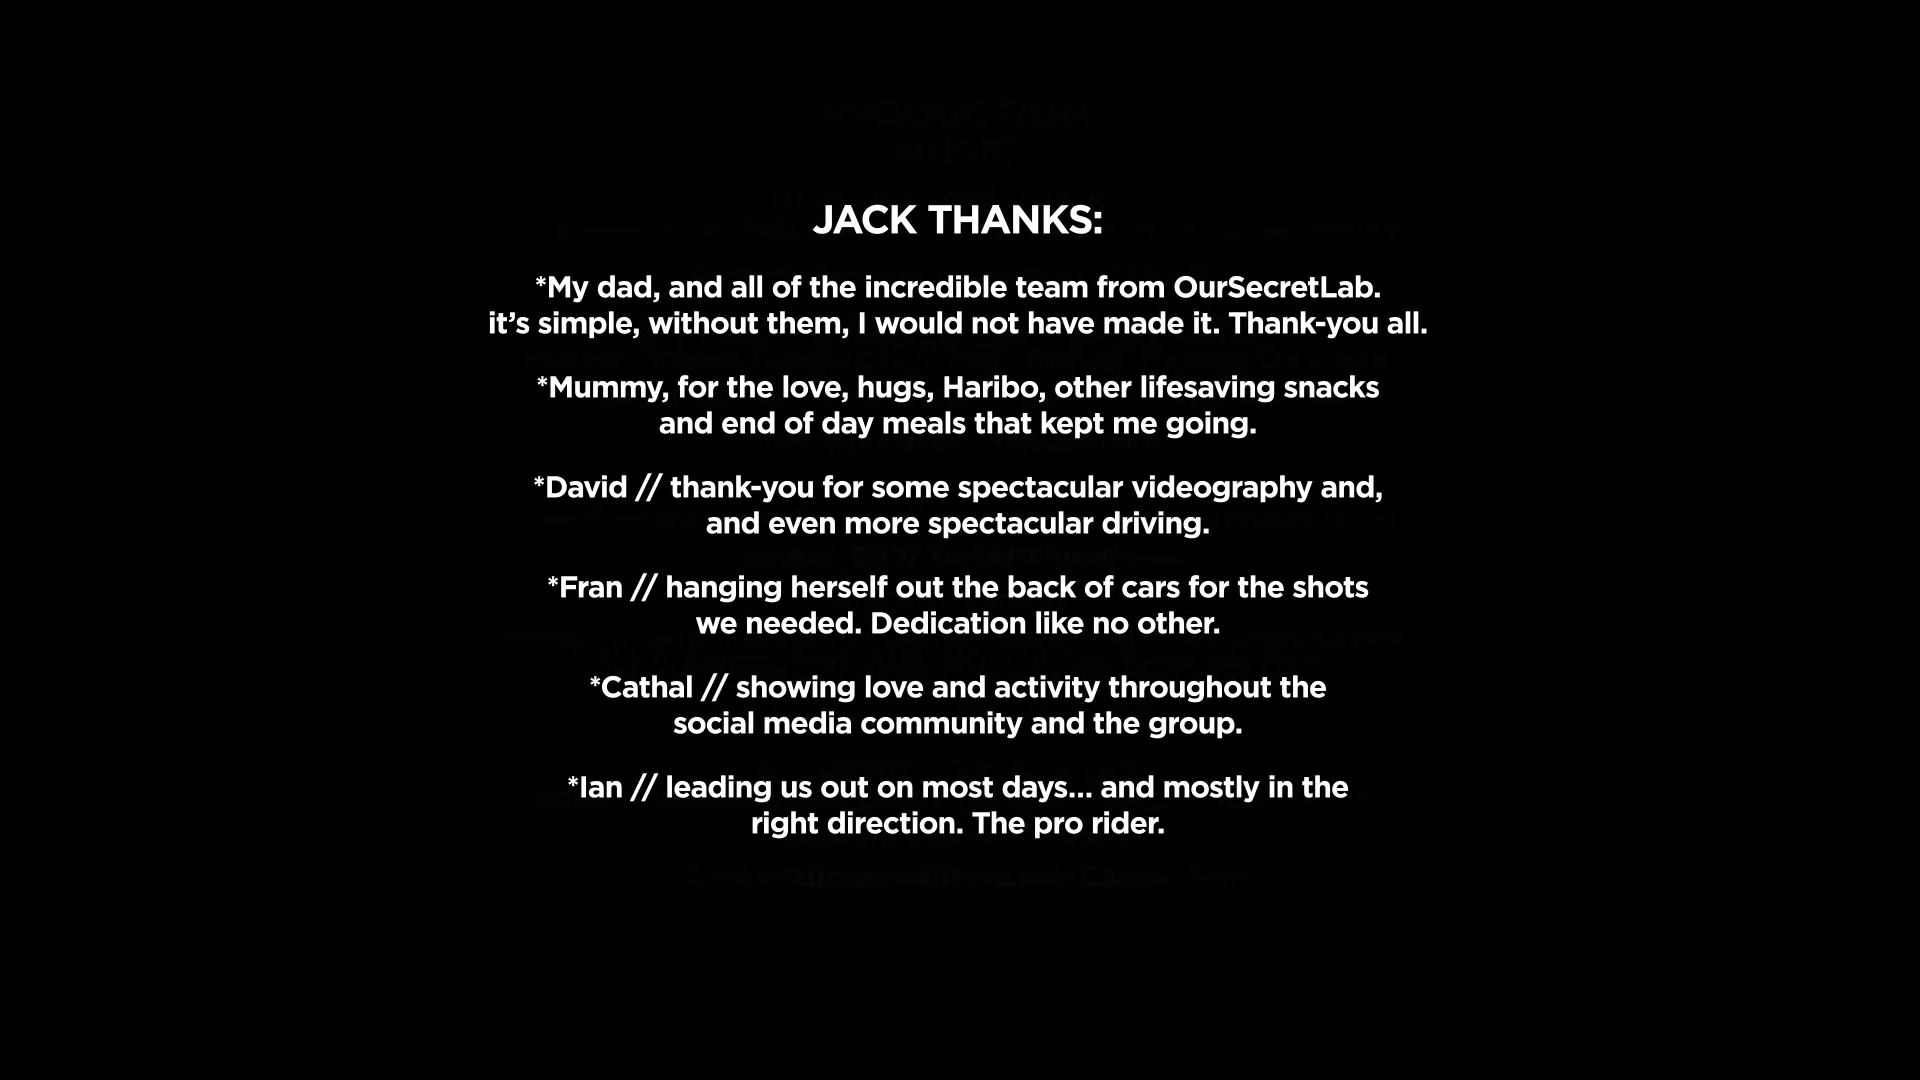 JACK THANKS:
*My dad, and all of the incredible team from OurSecretLab.
it’s simple, without them, I would not have made it. Thank-you all.
*Mummy, for the love, hugs, Haribo, other lifesaving snacks
and end of day meals that kept me going.
*David // thank-you for some spectacular videography and,
and even more spectacular driving.
*Fran // hanging herself out the back of cars for the shots
we needed. Dedication like no other.
*Cathal // showing love and activity throughout the
social media community and the group.
*Ian // leading us out on most days... and mostly in the
right direction. The pro rider.